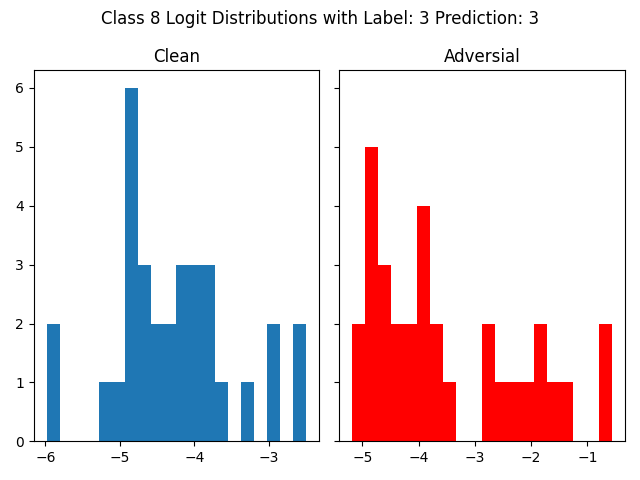 Class 8 Logit Distributions with Label: 3 Prediction: 3
Clean
Adversial
6
5
4
3
2
1
0
−6 −5 −4 −3
−5 −4 −3 −2 −1